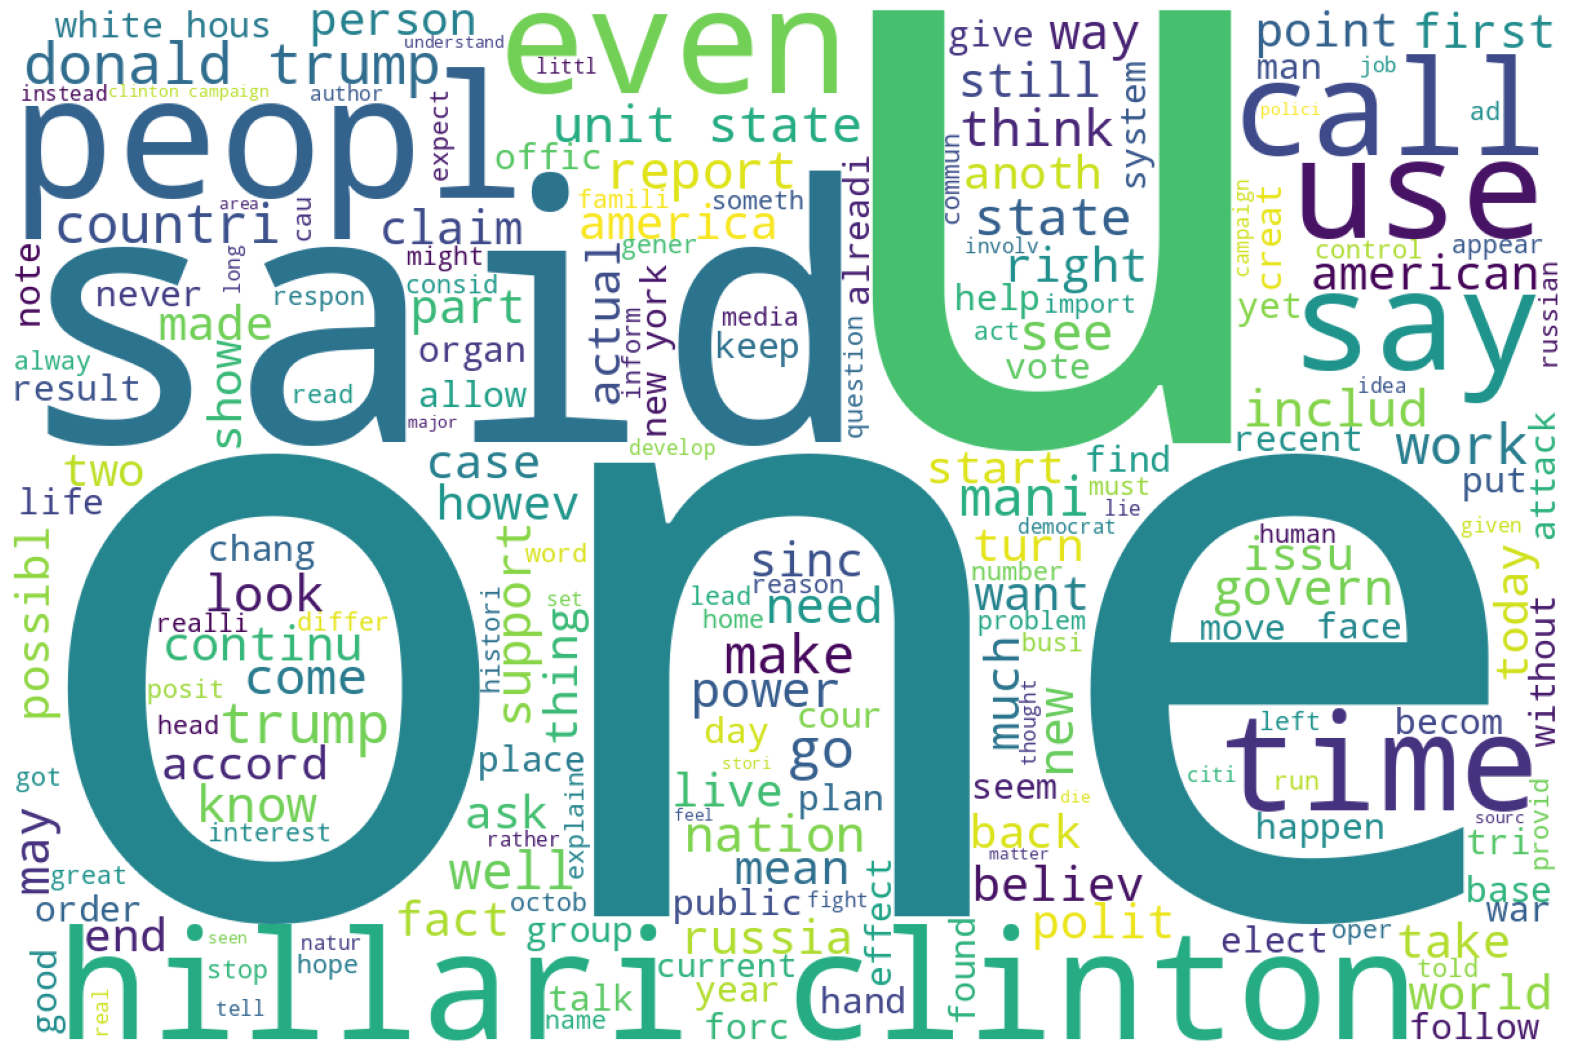 white hous
person
understand
even
u
give
way
point
first
donald trump
littl
still
man
job
instead
clinton campaign
author
expect
call
polici
ad
peopl
unit state
think
system
offic
report
anoth
use
famili
someth
alreadi
commun
state
creat
countri
area
cau
claim
america
campaign
control
appear
said
gener
involv
right
american
russian
note
never
long
respon
might
consid
part
actual
inform
new york
media
keep
question
help
import
yet
say
made
show
organ
act
see
alway
result
read
allow
vote
idea
major
develop
includ
recent
work
attack
two
case
start
find
put
life
howev
mani
must
lie
democrat
given
one
possibl
chang
support
word
sinc
reason
turn
number
human
issu
today
look
histori
set
lead
home
need
want
problem
govern
without
realli
differ
continu
thing
make
much
busi
move
face
come
posit
power
thought
new
head
trump
day
cour
left
becom
accord
place
stori
go
time
got
know
explain
live
plan
seem
die
citi
run
interest
ask
feel
sourc
may
rather
nation
back
happen
tri
provid
great
well
mean
matter
believ
base
order
octob
public
fight
effect
war
end
fact
group
russia
found
polit
elect
oper
take
good
seen
natur
hillari clinton
stop
hope
current
told
real
tell
talk
year
hand
world
name
forc
follow